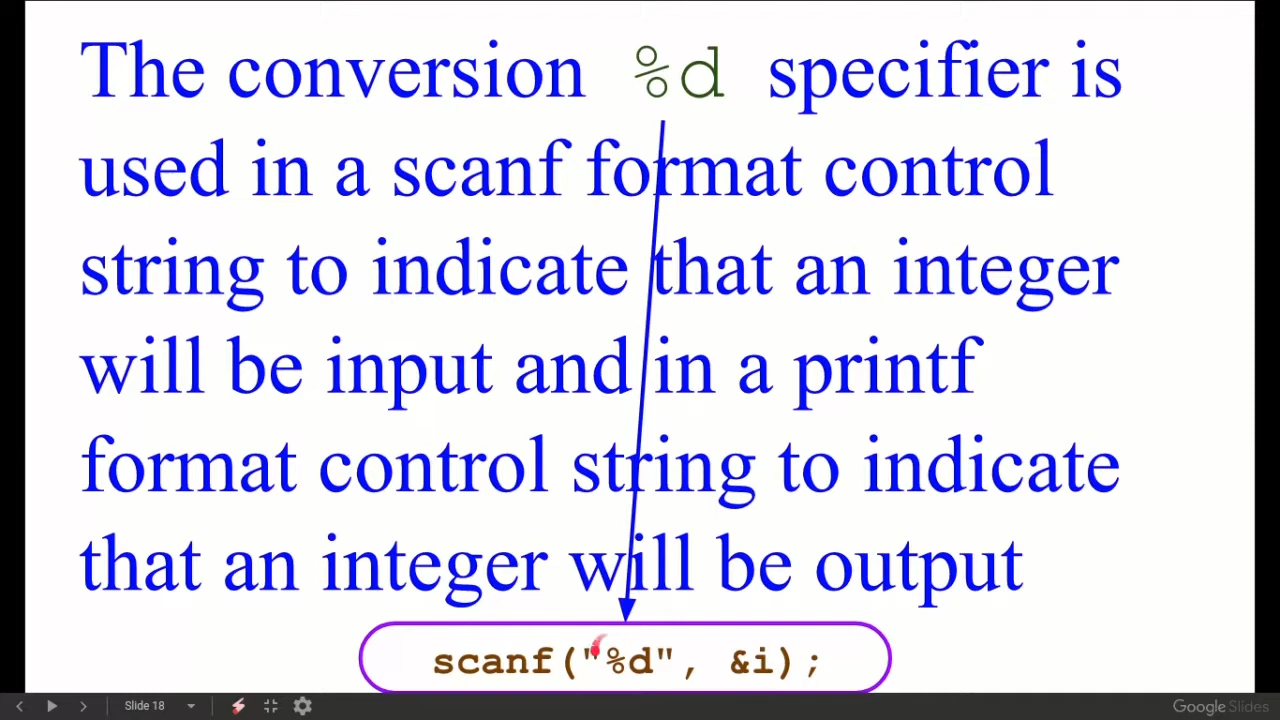 The conversion %d specifier is
used in a scanf format control
string to indicate that an integer
will be input and in a printf
format control string to indicate
that an integer will be output
scanf("%d", &i);
Slide 18
Google Slides